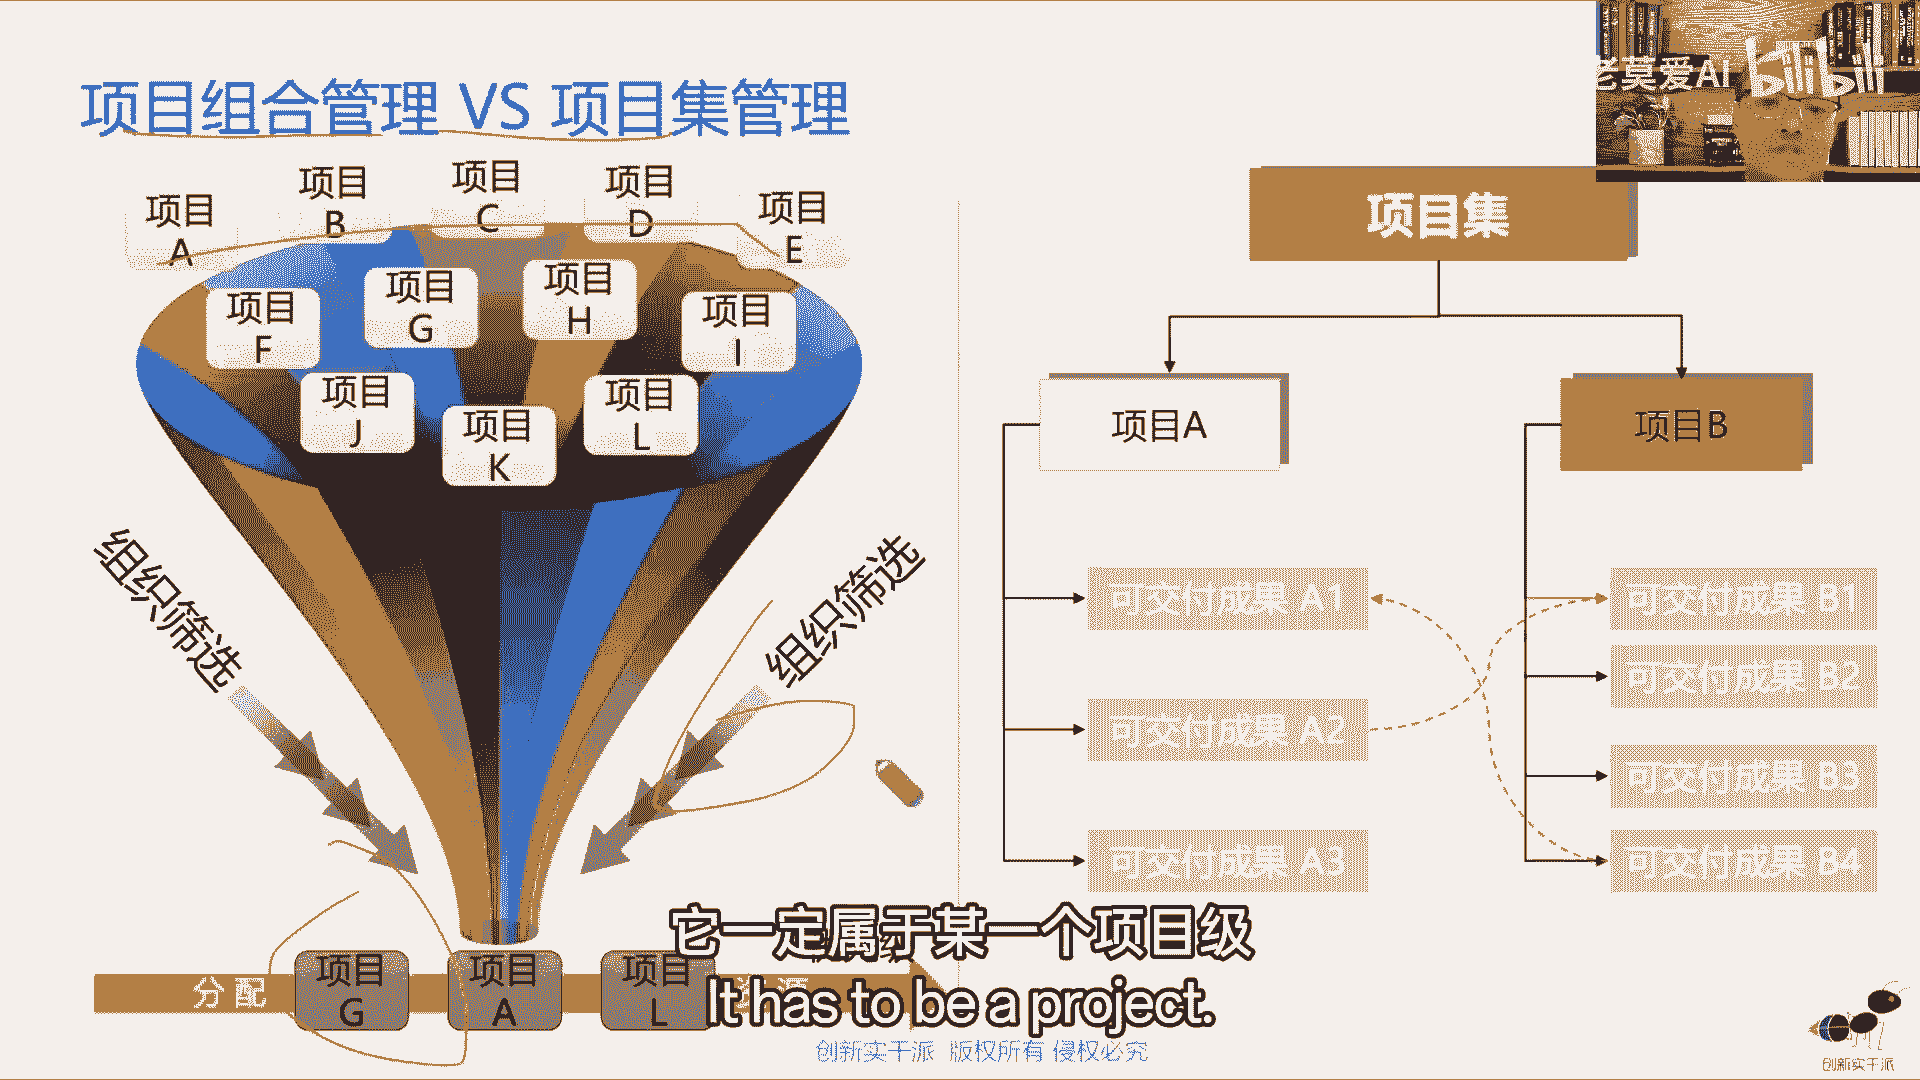 项目组合管理 VS 项目集管理
老莫爱AI
bilibili
项目
A
项目
B
项目
C
项目
D
项目
E
项目
F
项目
G
项目
H
项目
I
项目
J
项目
K
项目
L
组织筛选
组织筛选
分 配
项目
G
项目
A
项目
L
项目集
项目A
项目B
可交付成果 A1
可交付成果 A2
可交付成果 A3
可交付成果 B1
可交付成果 B2
可交付成果 B3
可交付成果 B4
它一定属于某一个项目级
It has to be a project.
创新实干派 版权所有 侵权必究
创新实干派